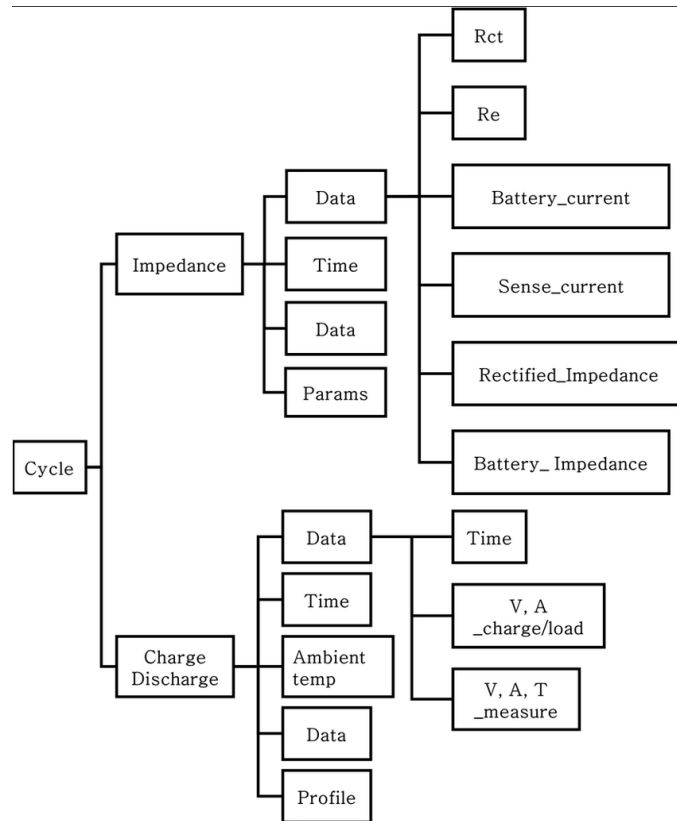 Rct
Re
Data
Battery_current
Impedance
Time
Sense_current
Data
Rectified_Impedance
Params
Cycle
Battery_ Impedance
Data
Time
Time
V, A
_charge/load
Charge
Discharge
Ambient
temp
V, A, T
_measure
Data
Profile